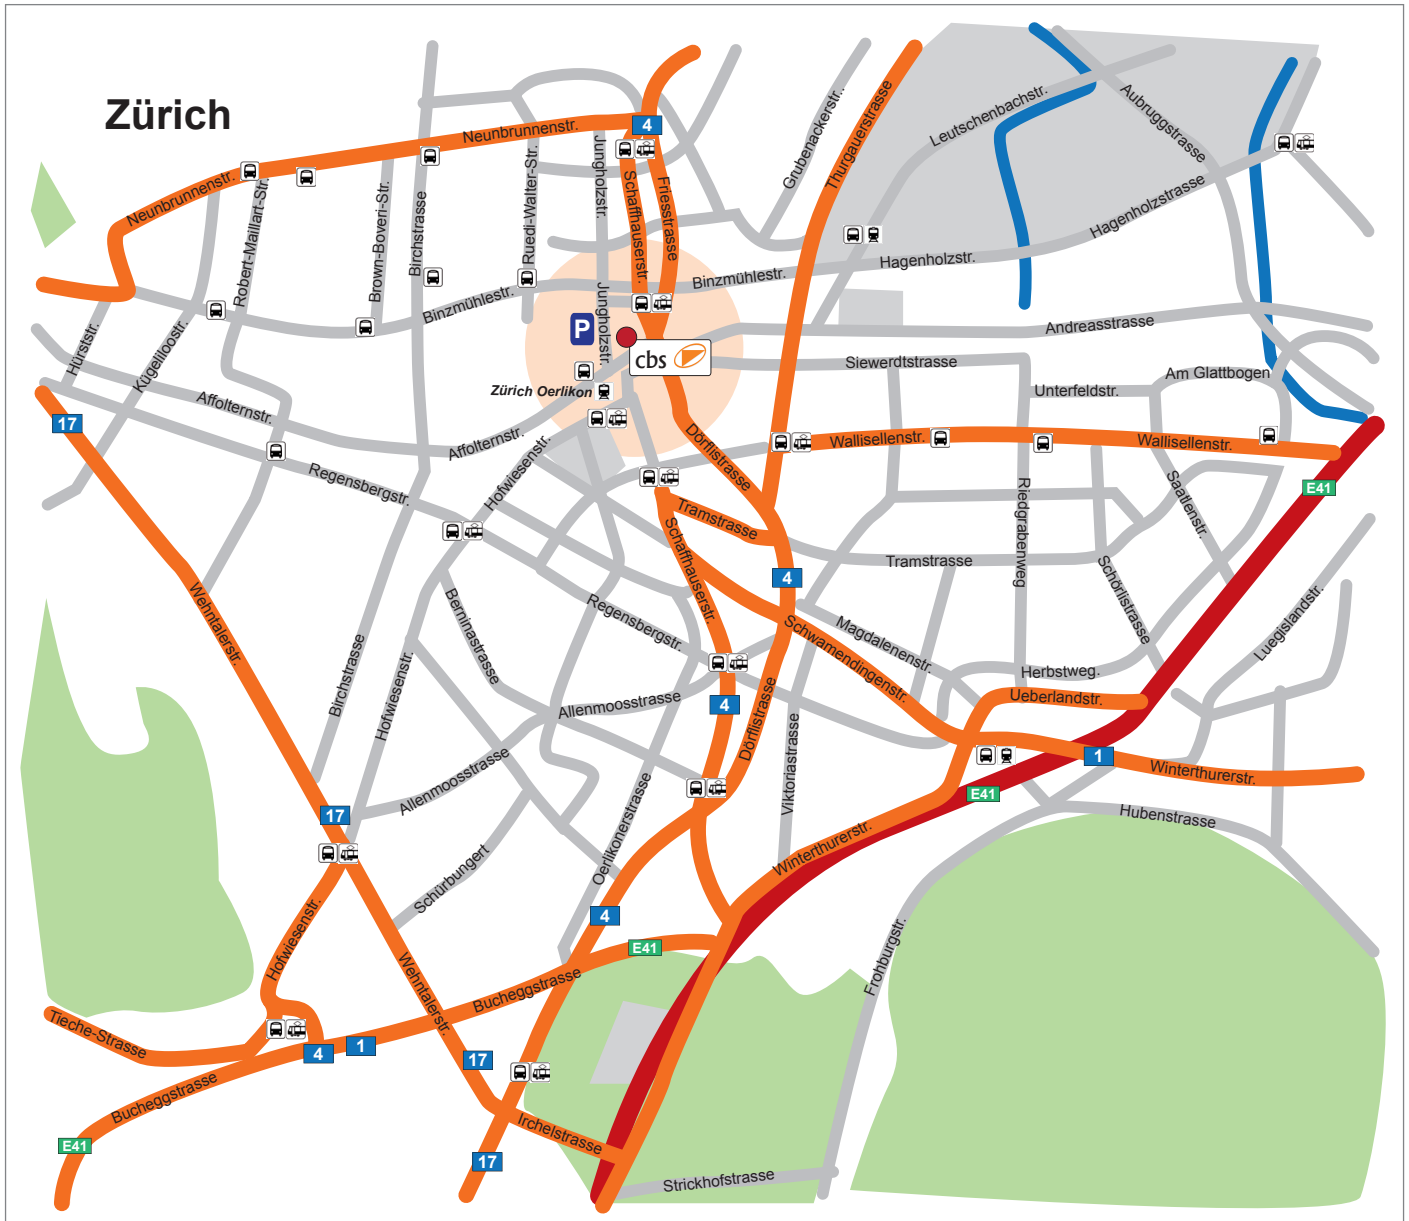 Zürich
4
Neunbrunnenstr.
Neunbrunnenstr.
Robert-Maillart-Str.
Brown-Boveri-Str.
Birchstrasse
Ruedi-Walter-Str.
Jungholzstr.
Schaffhauserstr.
Friesstrasse
Grubenackerstr.
Thurgauerstrasse
Leutschenbachstr.
Aubruggstrasse
Hagenholzstrasse
Hagenholzstr.
Binzmühlestr.
Binzmühlestr.
Jungholzstr.
Hürststr.
Kügeliloostr.
P
cbs
Zürich Oerlikon
Andreasstrasse
Siewerdtstrasse
Unterfeldstr.
Am Glattbogen
17
Affolternstr.
Affolternstr.
Regensbergstr.
Hofwiesenstr.
Dörflistrasse
Wallisellenstr.
Wallisellenstr.
E41
Tramstrasse
Schaffhauserstr.
Riedgrabenweg
Saatlenstr.
Tramstrasse
Schörlistrasse
4
Wehntalerstr.
Berninastrasse
Regensbergstr.
Schwamendingenstr.
Magdalenenstr.
Luegislandstr.
Birchstrasse
Hofwiesenstr.
Allenmoosstrasse
4
Dörflistrasse
Viktoriastrasse
Herbstweg.
Ueberlandstr.
1
Winterthurerstr.
E41
Hubenstrasse
Allenmoosstrasse
17
Oerlikonerstrasse
Winterthurerstr.
Schürbungert
4
E41
Hofwiesenstr.
Wehntalerstr.
Bucheggstrasse
Frohburgstr.
Tieche-Strasse
4
1
17
Bucheggstrasse
E41
Irchelstrasse
17
Strickhofstrasse